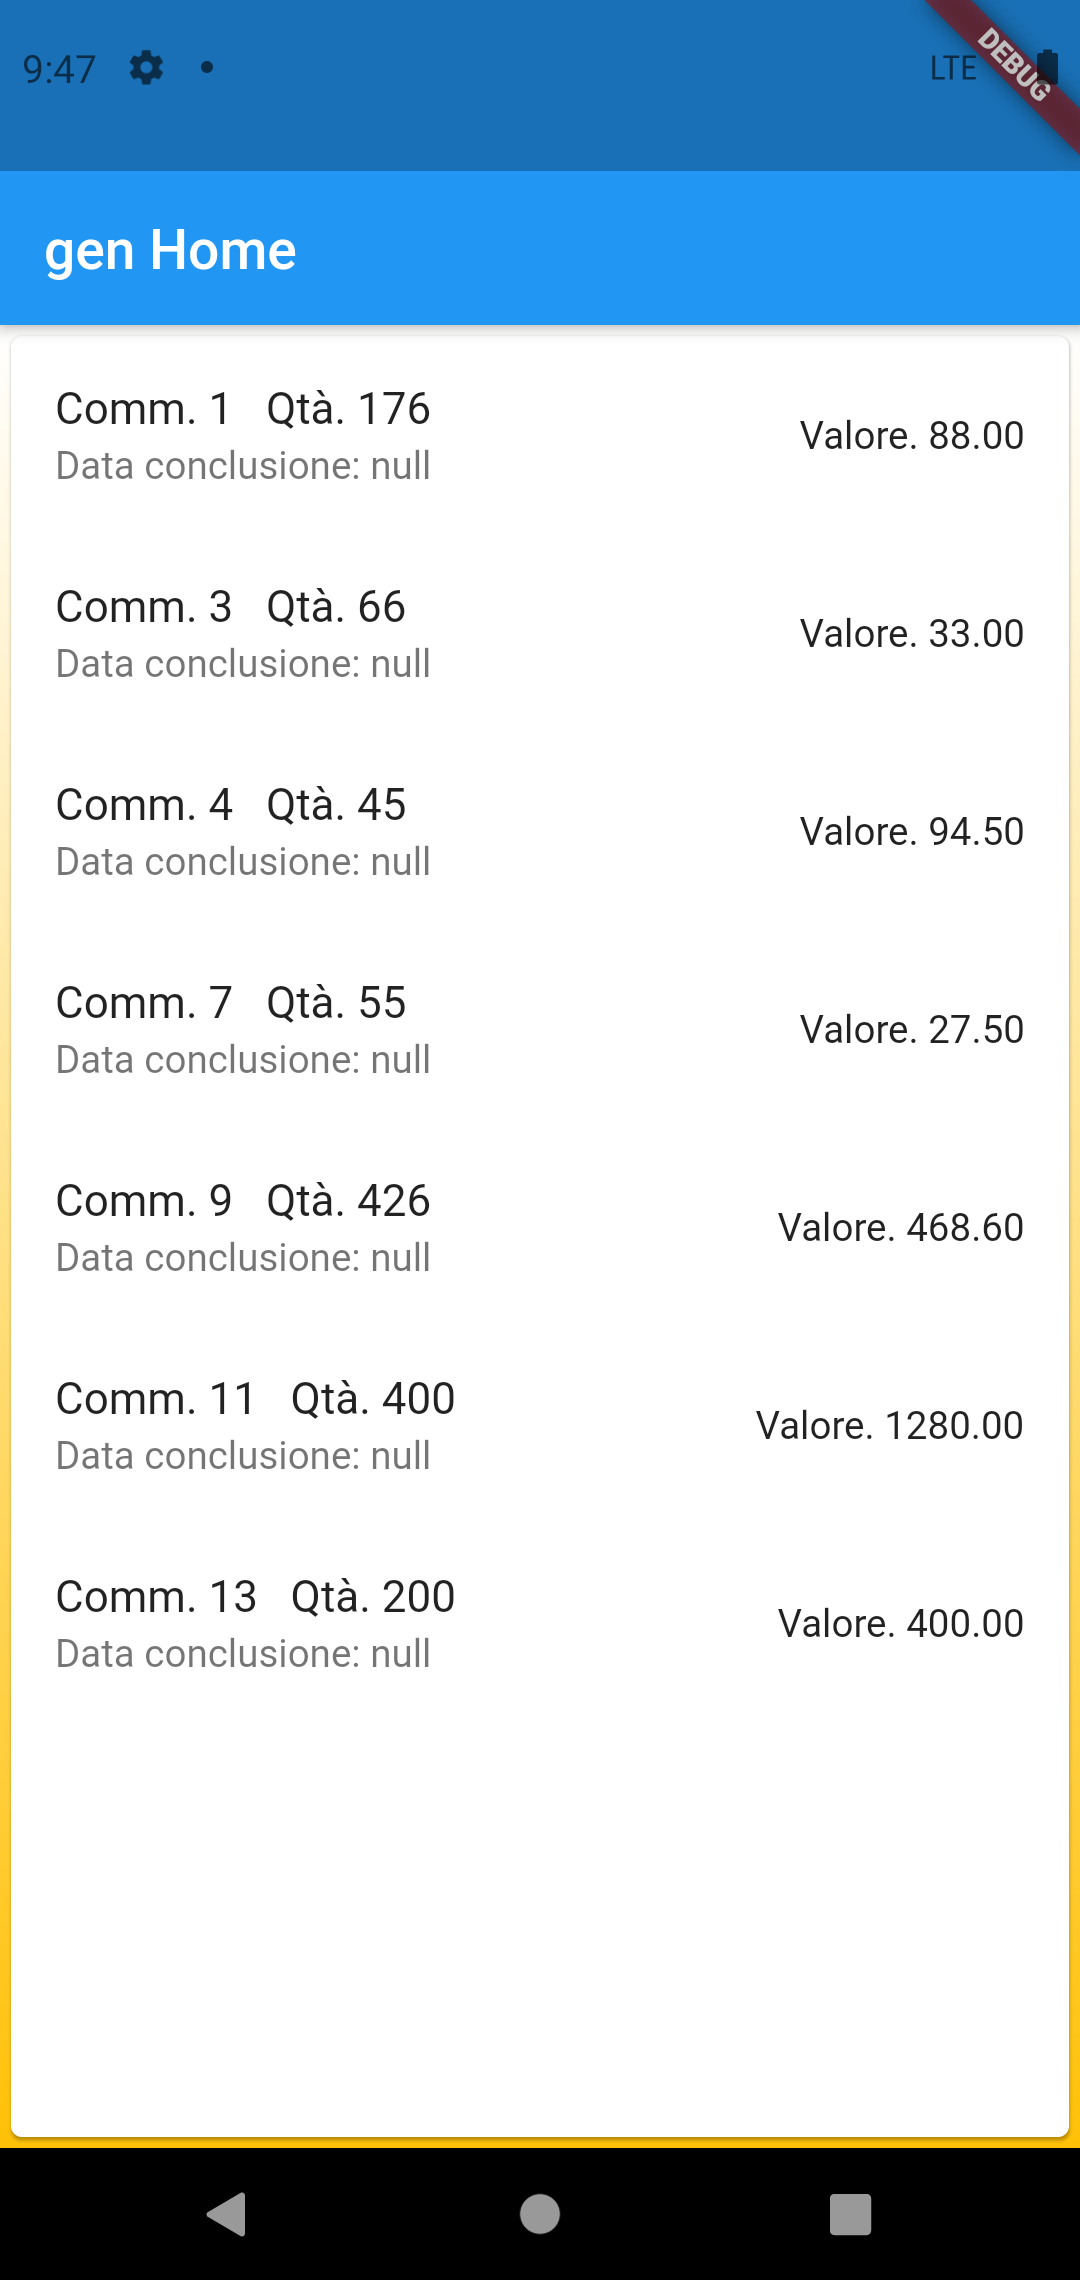 9:47
LTE
DEBUG
gen Home
Comm. 1 Qtà. 176
Data conclusione: null
Valore. 88.00
Comm. 3 Qtà. 66
Data conclusione: null
Valore. 33.00
Comm. 4 Qtà. 45
Data conclusione: null
Valore. 94.50
Comm. 7 Qtà. 55
Data conclusione: null
Valore. 27.50
Comm. 9 Qtà. 426
Data conclusione: null
Valore. 468.60
Comm. 11 Qtà. 400
Data conclusione: null
Valore. 1280.00
Comm. 13 Qtà. 200
Data conclusione: null
Valore. 400.00